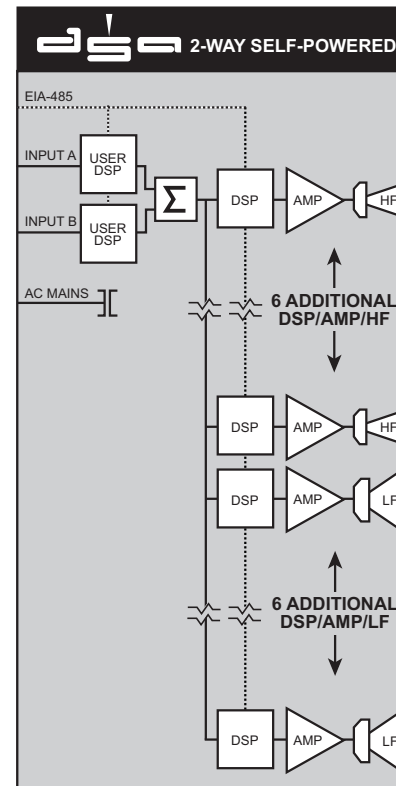 dsa 2-WAY SELF-POWERED
EIA-485
INPUT A
USER
DSP
INPUT B
USER
DSP
Σ
DSP
AMP
HF
AC MAINS
6 ADDITIONAL
DSP/AMP/HF
DSP
AMP
HF
DSP
AMP
LF
6 ADDITIONAL
DSP/AMP/LF
DSP
AMP
LF